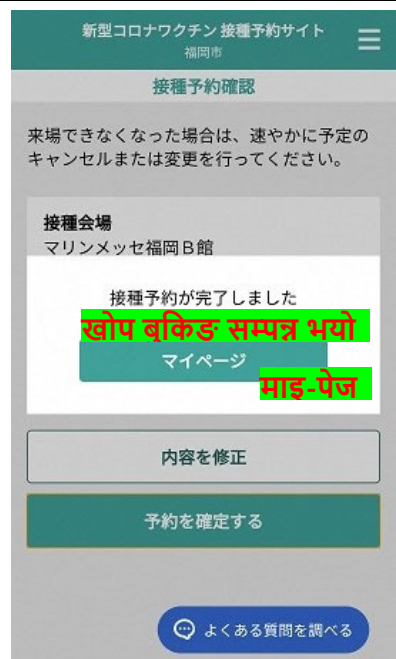 新型コロナワクチン 接種予約サイト
福岡市
接種予約確認
来場できなくなった場合は、速やかに予定の
キャンセルまたは変更を行ってください。
接種会場
マリンメッセ福岡B館
接種予約が完了しました
खोप बुकिङ सम्पन्न भयो
マイページ
माइ-पेज
内容を修正
予約を確定する
よくある質問を調べる